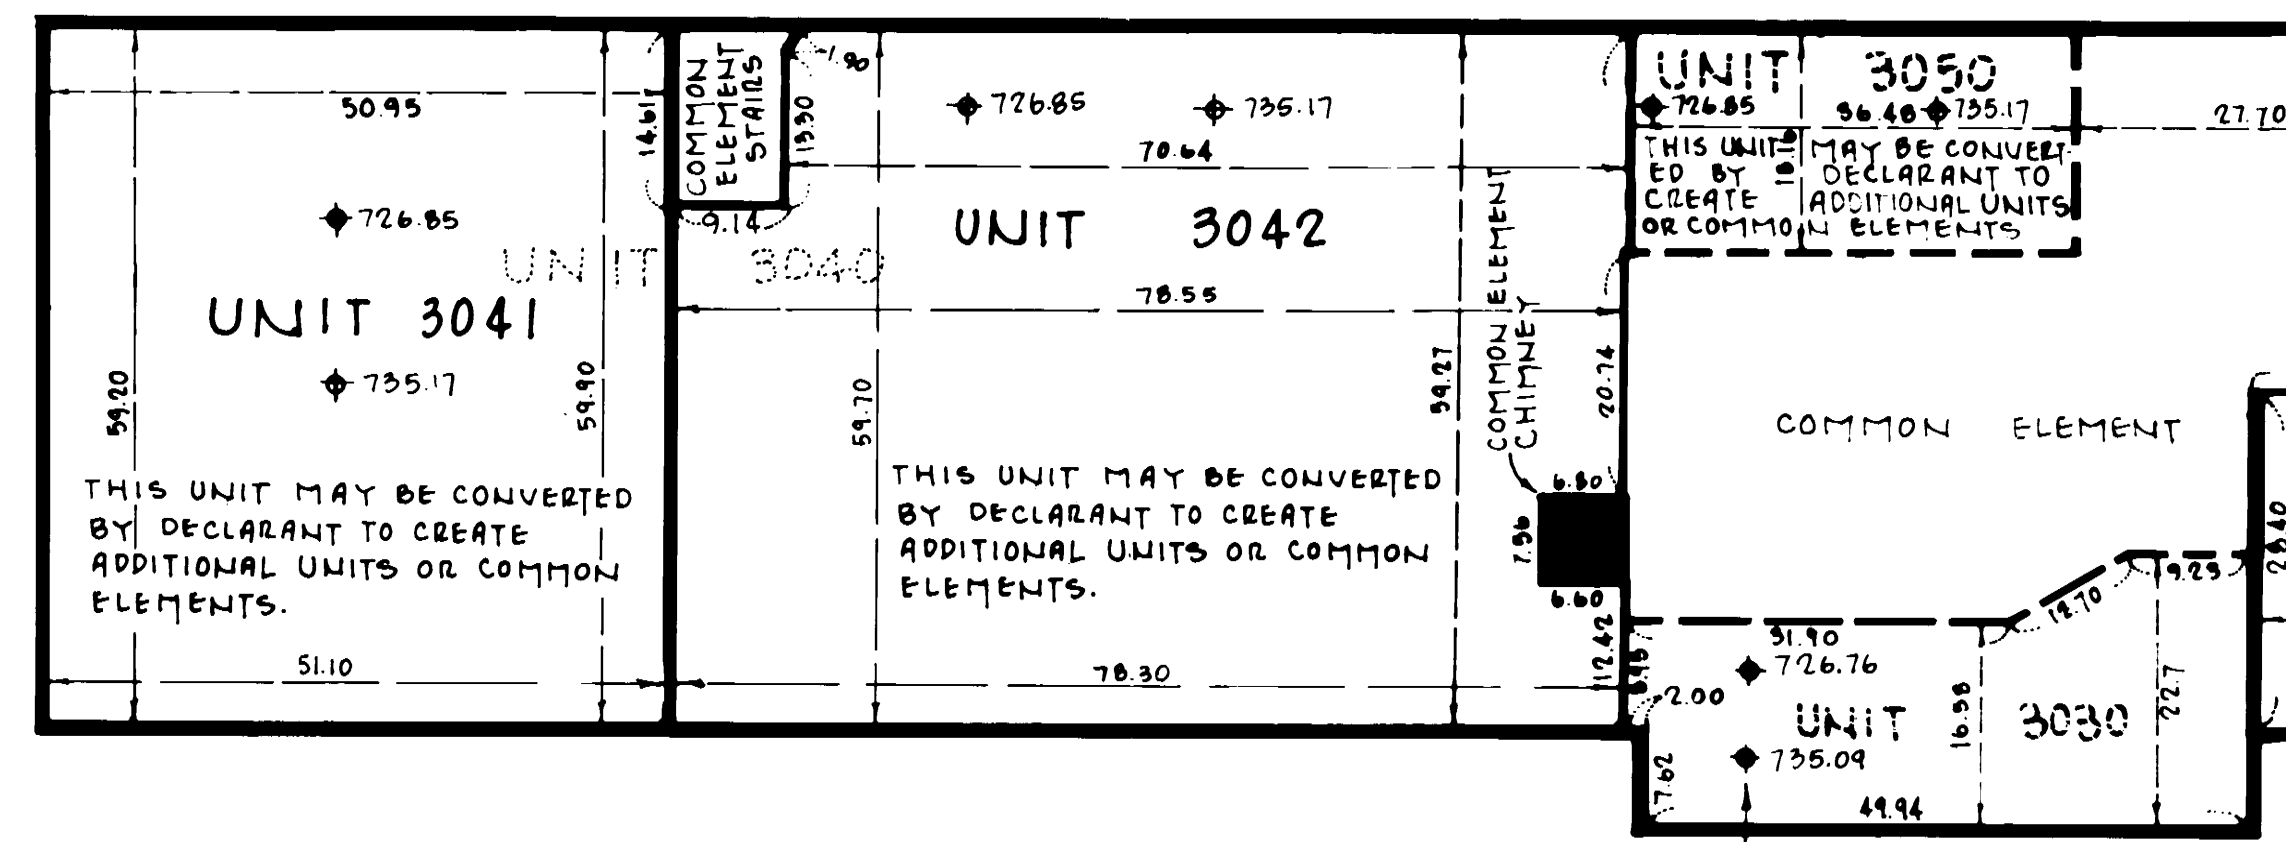 50.95
14.61
59.20
59.90
726.85
UNIT 3041
735.17
THIS UNIT MAY BE CONVERTED
BY DECLARANT TO CREATE
ADDITIONAL UNITS OR COMMON
ELEMENTS.
51.10
UNIT 3040
COMMON
ELEMENT
STAIRS
1.90
13.30
9.14
726.85
735.17
70.64
UNIT 3042
78.55
59.70
59.27
20.74
COMMON ELEMENT
CHIMNEY
6.80
7.56
6.60
12.42
THIS UNIT MAY BE CONVERTED
BY DECLARANT TO CREATE
ADDITIONAL UNITS OR COMMON
ELEMENTS.
78.30
UNIT 3050
726.85
36.48
735.17
THIS UNIT MAY BE CONVERT-
ED BY DECLARANT TO
CREATE ADDITIONAL UNITS
OR COMMON ELEMENTS
27.70
COMMON ELEMENT
9.23
12.70
31.90
726.76
2.00
UNIT 3030
16.58
22.7
735.09
7.62
49.94